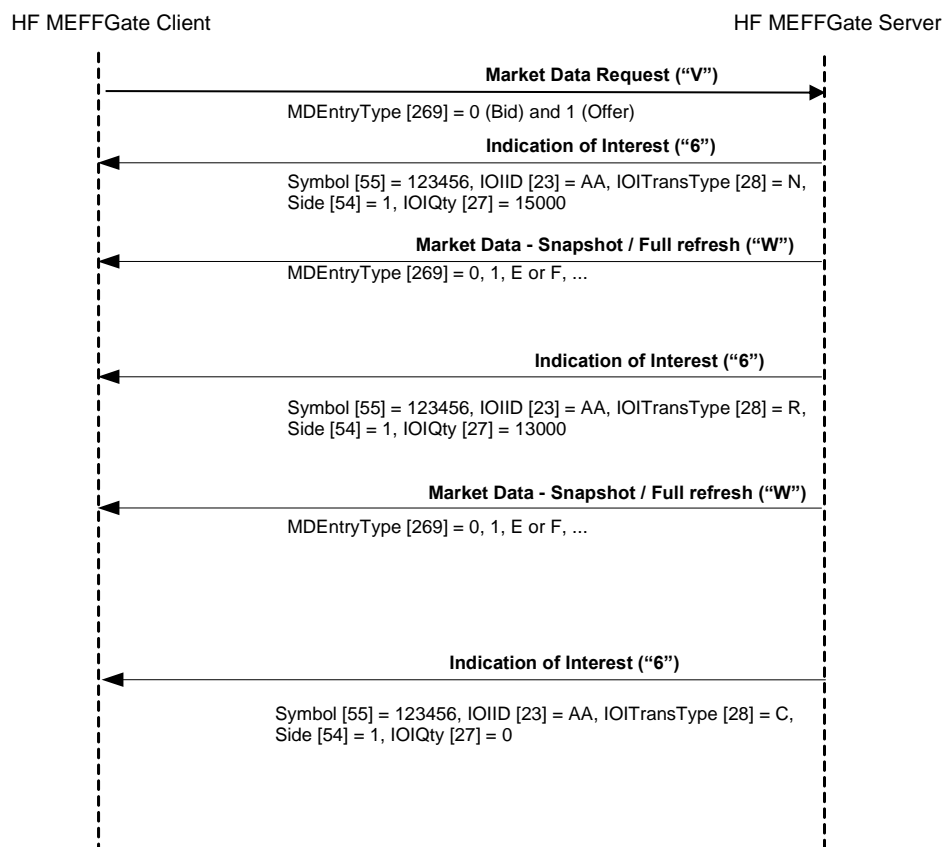 HF MEFFGate Client
HF MEFFGate Server
Market Data Request (“V”)
MDEntryType [269] = 0 (Bid) and 1 (Offer)
Indication of Interest (“6”)
Symbol [55] = 123456, IOIID [23] = AA, IOITransType [28] = N,
Side [54] = 1, IOIQty [27] = 15000
Market Data - Snapshot / Full refresh (“W”)
MDEntryType [269] = 0, 1, E or F, ...
Indication of Interest (“6”)
Symbol [55] = 123456, IOIID [23] = AA, IOITransType [28] = R,
Side [54] = 1, IOIQty [27] = 13000
Market Data - Snapshot / Full refresh (“W”)
MDEntryType [269] = 0, 1, E or F, ...
Indication of Interest (“6”)
Symbol [55] = 123456, IOIID [23] = AA, IOITransType [28] = C,
Side [54] = 1, IOIQty [27] = 0